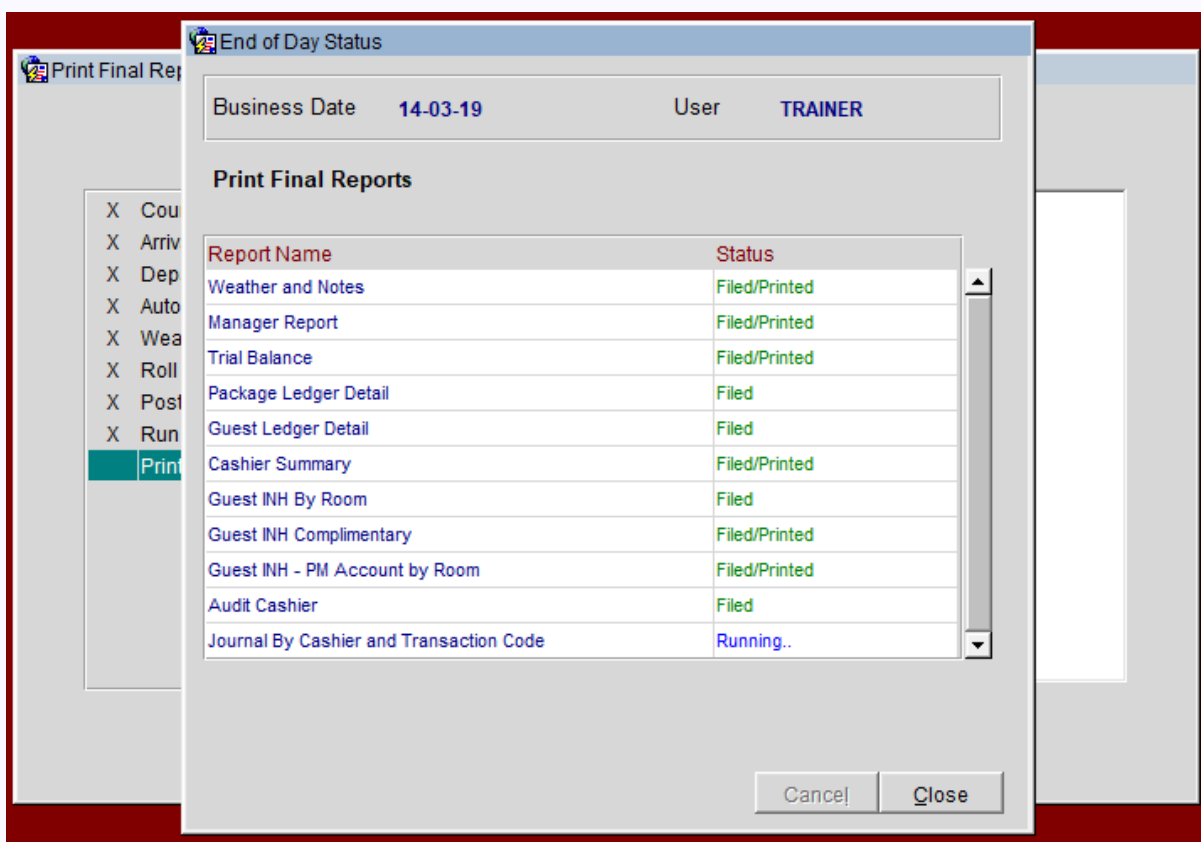 End of Day Status
Print Final Rep
Business Date 14-03-19 User TRAINER
Print Final Reports
X Cou
X Arriv
X Dep
X Auto
X Wea
X Roll
X Post
X Run
Print
Report Name Status
Weather and Notes Filed/Printed
Manager Report Filed/Printed
Trial Balance Filed/Printed
Package Ledger Detail Filed
Guest Ledger Detail Filed
Cashier Summary Filed/Printed
Guest INH By Room Filed
Guest INH Complimentary Filed/Printed
Guest INH - PM Account by Room Filed/Printed
Audit Cashier Filed
Journal By Cashier and Transaction Code Running..
Cancel Close